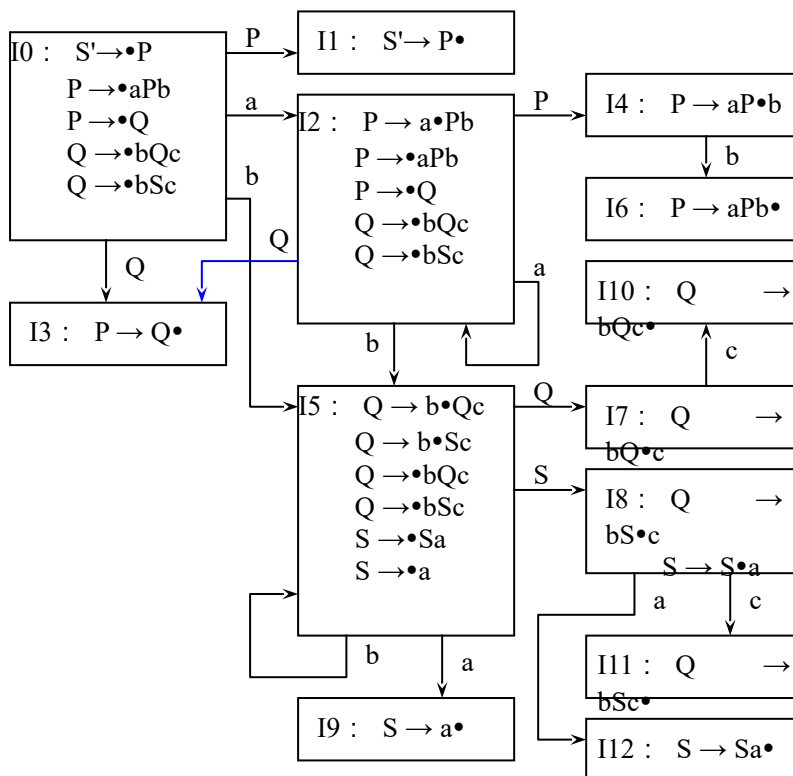 I0： S'→•P
P →•aPb
P →•Q
Q →•bQc
Q →•bSc
P
I1： S'→ P•
a
I2： P → a•Pb
P →•aPb
P →•Q
Q →•bQc
Q →•bSc
P
I4： P → aP•b
b
I6： P → aPb•
b
Q
Q
a
I3： P → Q•
I10： Q →
bQc•
b
c
I5： Q → b•Qc
Q → b•Sc
Q →•bQc
Q →•bSc
S →•Sa
S →•a
Q
I7： Q →
bQ•c
S
I8： Q →
bS•c
S → S•a
a
c
b
a
I11： Q →
bSc•
I9： S → a•
I12： S → Sa•